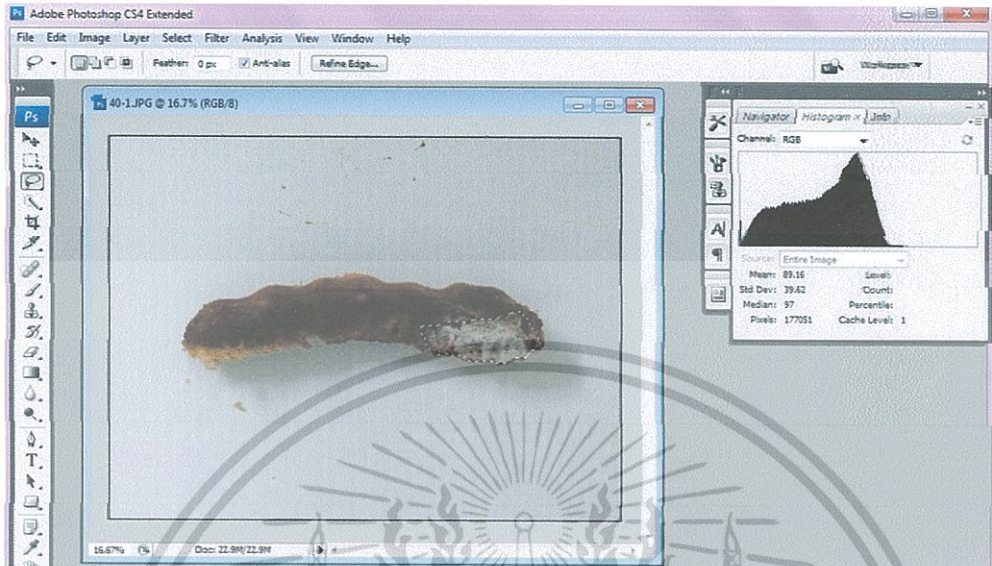 Ps Adobe Photoshop CS4 Extended
File Edit Image Layer Select Filter Analysis View Window Help
Feather: 0 px Anti-alias Refine Edge... Workspace
Ps
40-1.JPG @ 16.7% (RGB/8)
Navigator Histogram × Info
Channel: RGB
Source: Entire Image
Mean: 89.16 Level:
Std Dev: 39.62 Count:
Median: 97 Percentile:
Pixels: 177051 Cache Level: 1
A
T
16.67% Doc: 22.9M/22.9M